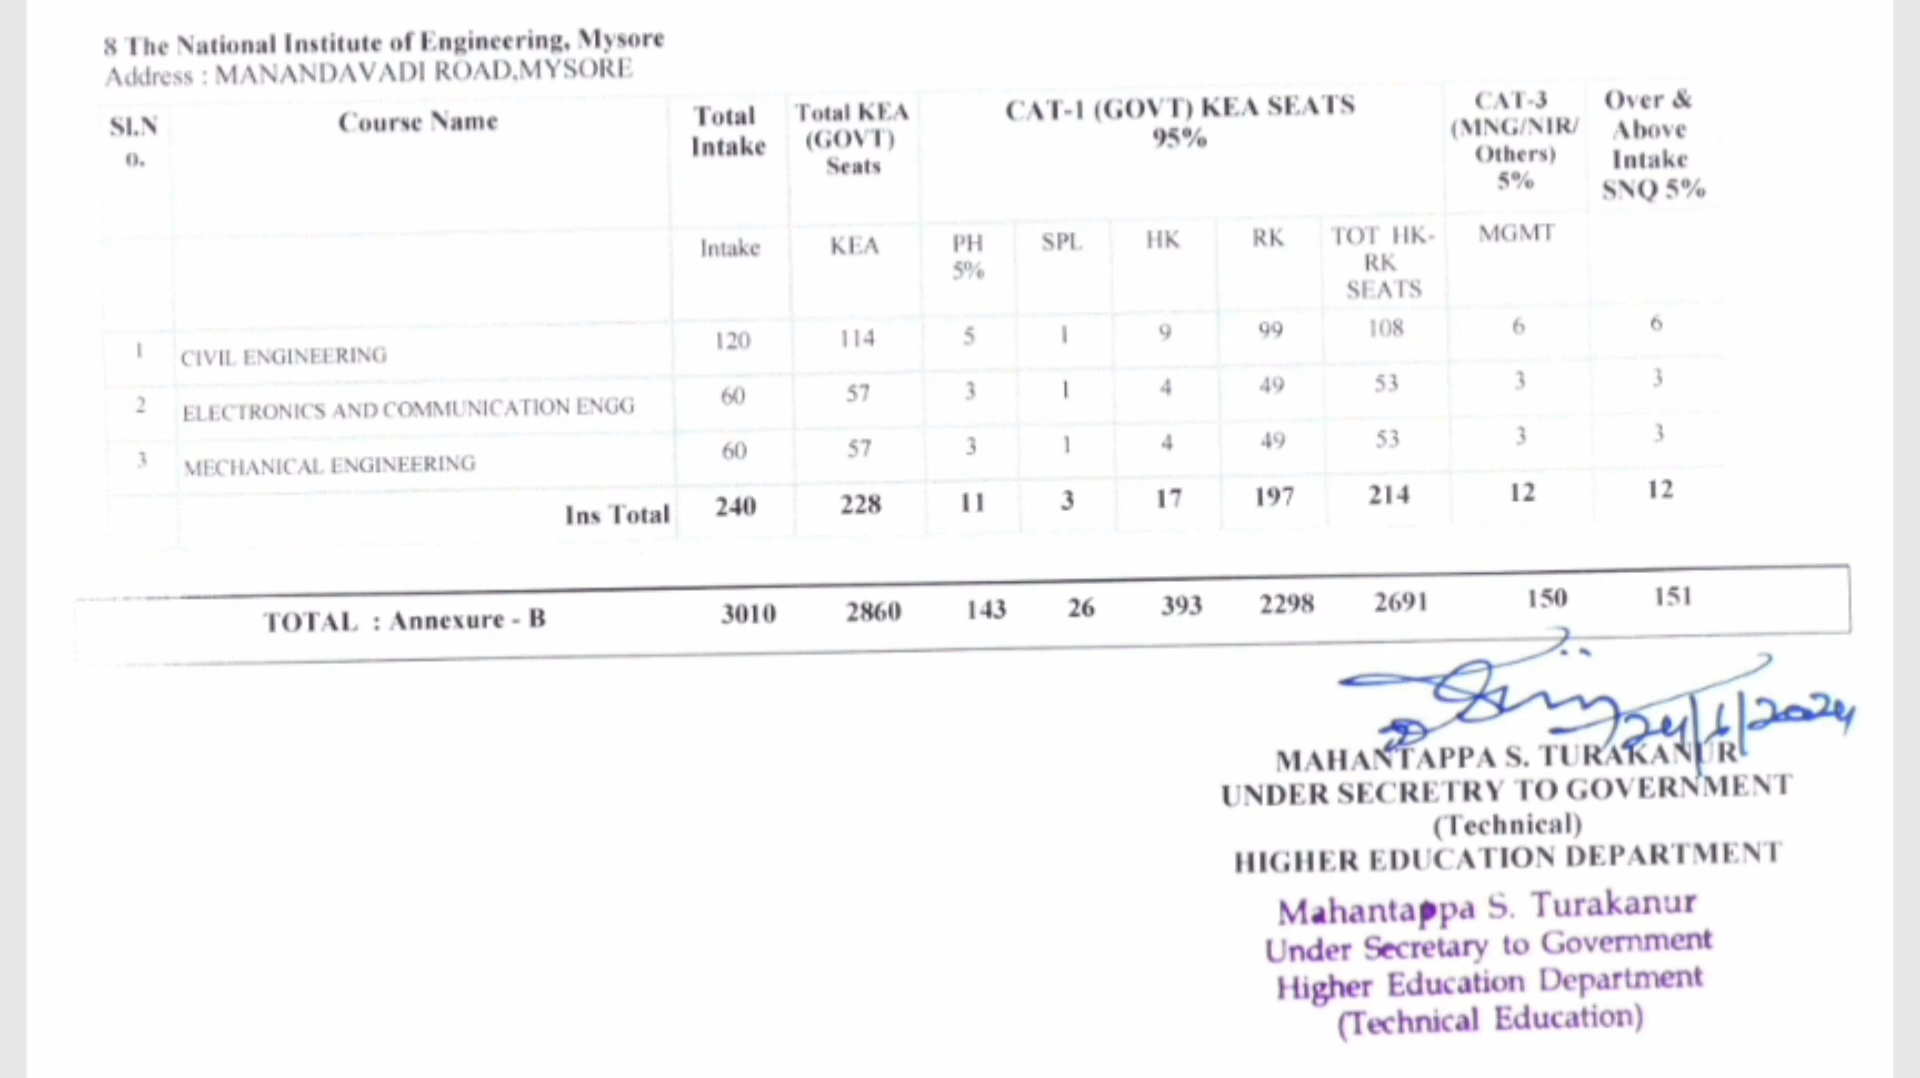 8 The National Institute of Engineering, Mysore
Address : MANANDAVADI ROAD,MYSORE
Sl.N
o.
Course Name
Total
Intake
Total KEA
(GOVT)
Seats
CAT-1 (GOVT) KEA SEATS
95%
CAT-3
(MNG/NIR/
Others)
5%
Over &
Above
Intake
SNQ 5%
Intake
KEA
PH
5%
SPL
HK
RK
TOT HK-
RK
SEATS
MGMT
1 CIVIL ENGINEERING 120 114 5 1 9 99 108 6 6
2 ELECTRONICS AND COMMUNICATION ENGG 60 57 3 1 4 49 53 3 3
3 MECHANICAL ENGINEERING 60 57 3 1 4 49 53 3 3
Ins Total 240 228 11 3 17 197 214 12 12
TOTAL : Annexure - B 3010 2860 143 26 393 2298 2691 150 151
24/6/2024
MAHANTAPPA S. TURAKANUR
UNDER SECRETRY TO GOVERNMENT
(Technical)
HIGHER EDUCATION DEPARTMENT
Mahantappa S. Turakanur
Under Secretary to Government
Higher Education Department
(Technical Education)